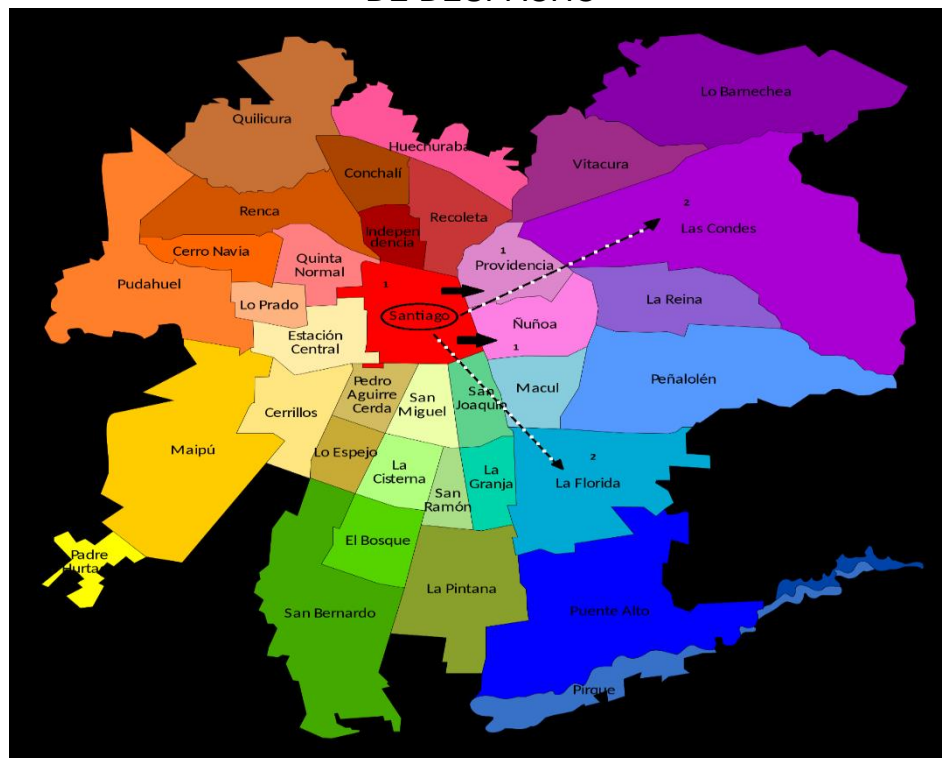 DE DESPACHO
Lo Barnechea
Quilicura
Huechuraba
Vitacura
Conchalí
2
Renca
Recoleta
Indepen
dencia
Las Condes
Cerro Navia
1
Quinta
Normal
Providencia
Pudahuel
1
Lo Prado
La Reina
Santiago
Ñuñoa
Estación
Central
1
Pedro
Aguirre
Cerda
San
Miguel
San
Joaquín
Macul
Peñalolén
Cerrillos
Maipú
Lo Espejo
La
Cisterna
2
La
Granja
La Florida
San
Ramón
El Bosque
Padre
Hurta
La Pintana
San Bernardo
Puente Alto
Pirque